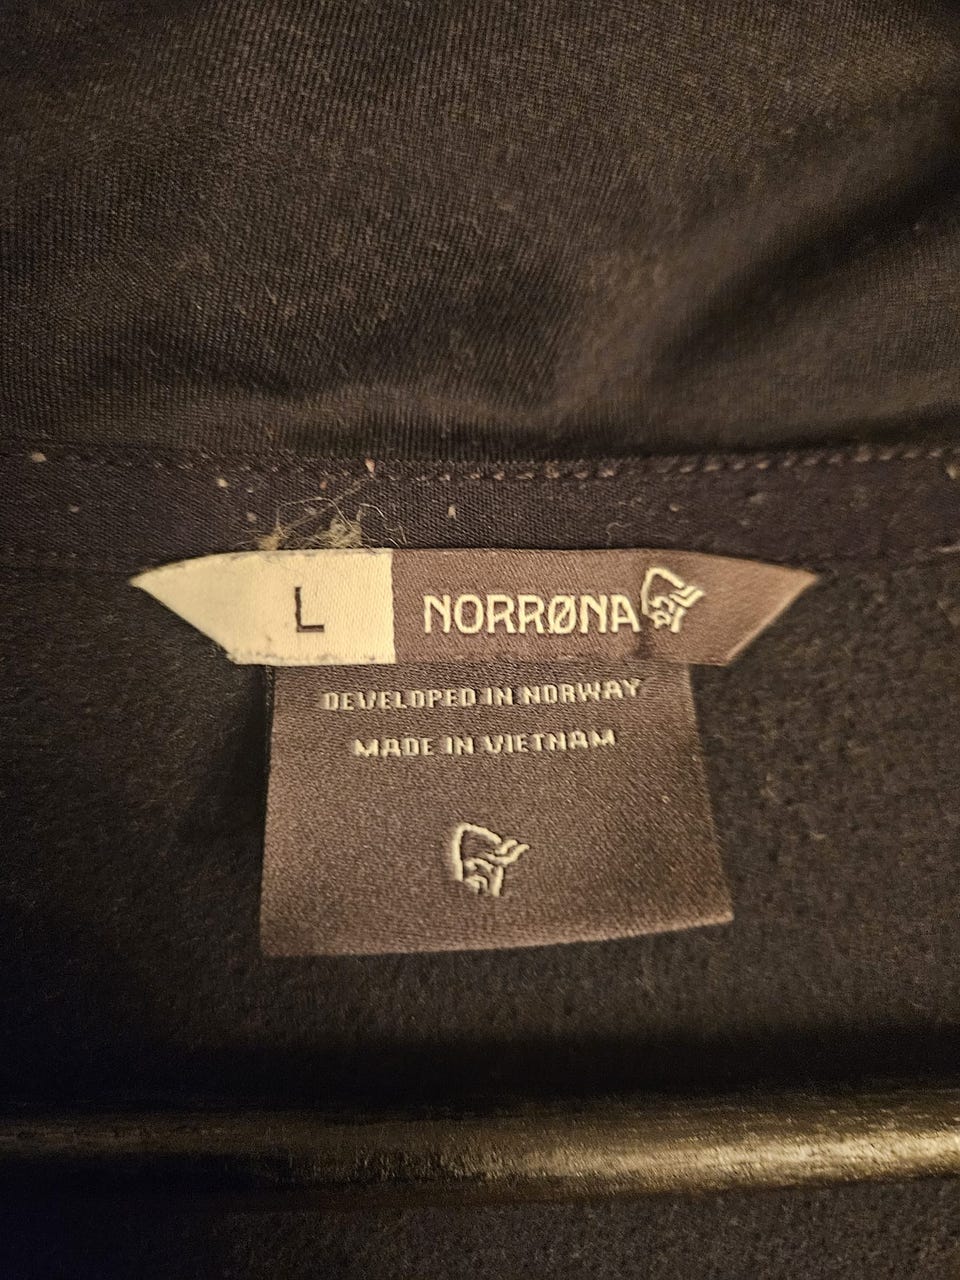 L NORRØNA
DEVELOPED IN NORWAY
MADE IN VIETNAM